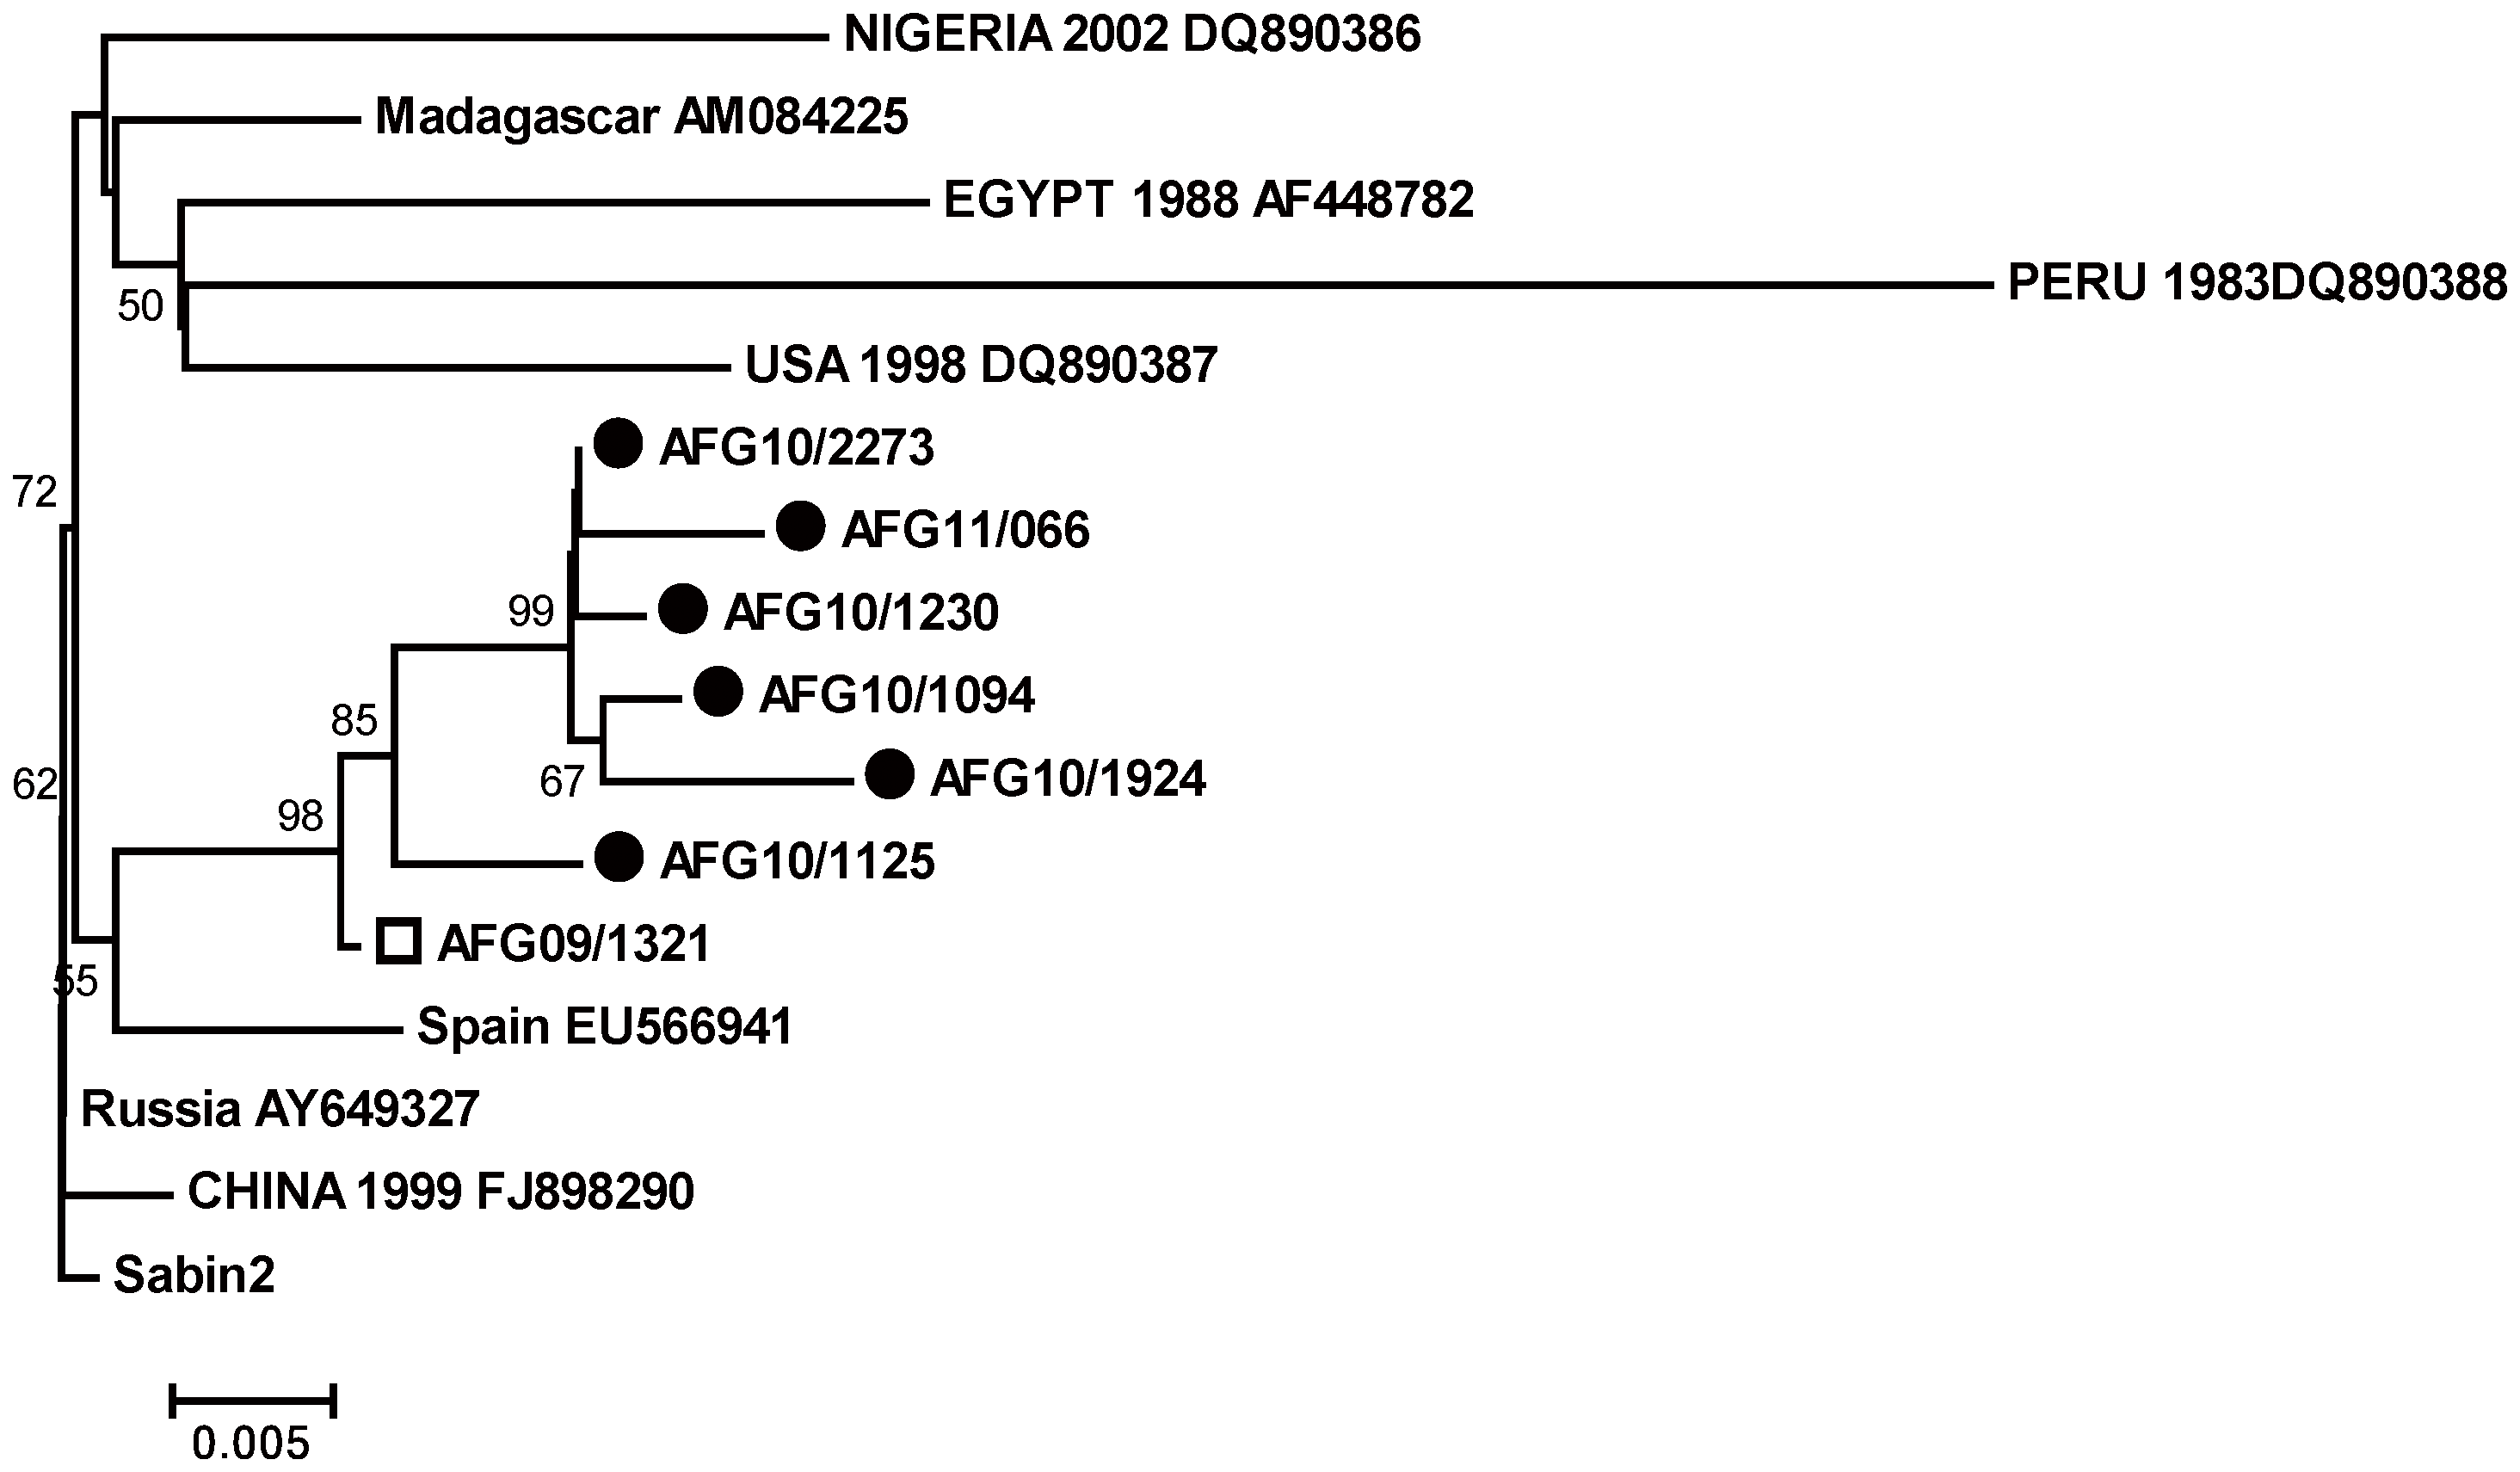 NIGERIA 2002 DQ890386
Madagascar AM084225
EGYPT 1988 AF448782
PERU 1983DQ890388
50
USA 1998 DQ890387
AFG10/2273
72
AFG11/066
99
AFG10/1230
AFG10/1094
85
AFG10/1924
67
62
98
AFG10/1125
AFG09/1321
55
Spain EU566941
Russia AY649327
CHINA 1999 FJ898290
Sabin2
0.005